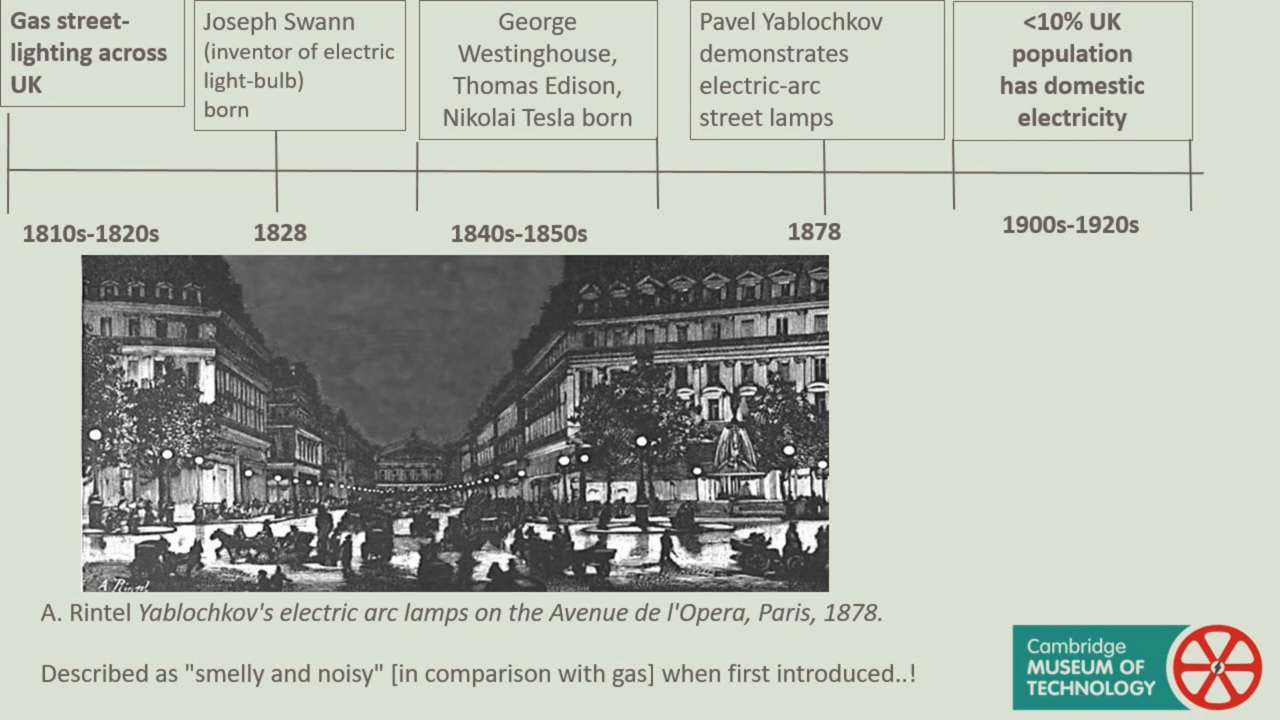 Gas street-
lighting across
UK
Joseph Swann
(inventor of electric
light-bulb)
born
George
Westinghouse,
Thomas Edison,
Nikolai Tesla born
Pavel Yablochkov
demonstrates
electric-arc
street lamps
<10% UK
population
has domestic
electricity
1810s-1820s
1828
1840s-1850s
1878
1900s-1920s
A. Rintel
A. Rintel Yablochkov's electric arc lamps on the Avenue de l'Opera, Paris, 1878.
Described as "smelly and noisy" [in comparison with gas] when first introduced..!
Cambridge
MUSEUM OF
TECHNOLOGY